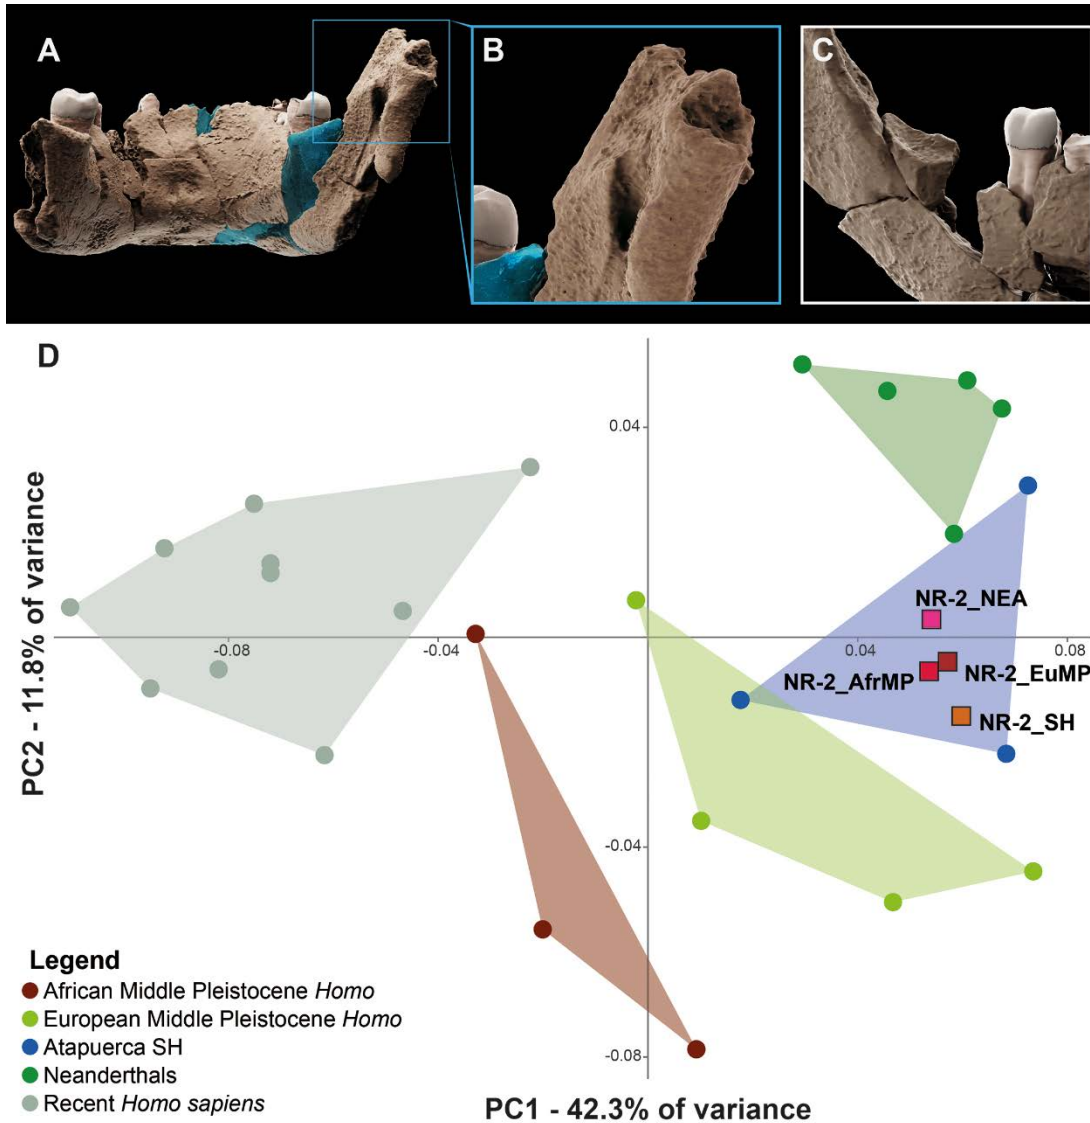 A
B
C
D
0.04
NR-2_NEA
-0.08
-0.04
0.04
0.08
NR-2_AfrMP
NR-2_EuMP
NR-2_SH
-0.04
-0.08
PC2 - 11.8% of variance
Legend
African Middle Pleistocene Homo
European Middle Pleistocene Homo
Atapuerca SH
Neanderthals
Recent Homo sapiens
PC1 - 42.3% of variance